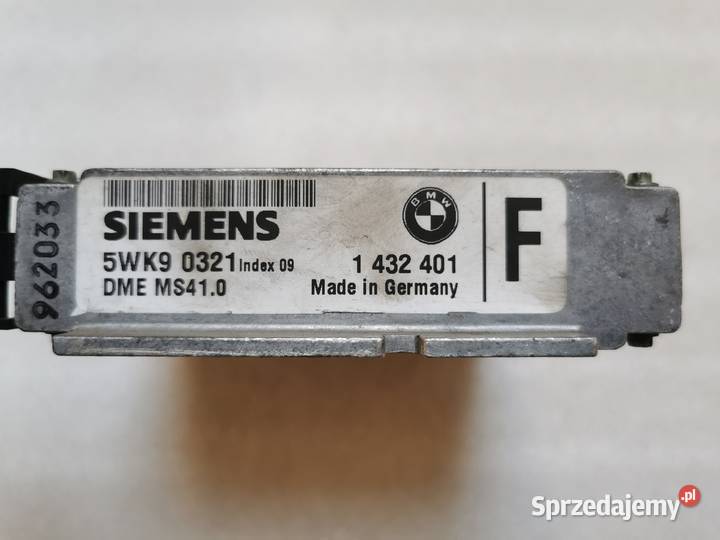 SIEMENS
BMW
F
5WK9 0321 Index 09
1 432 401
DME MS41.0
Made in Germany
962033
Sprzedajemy.pl